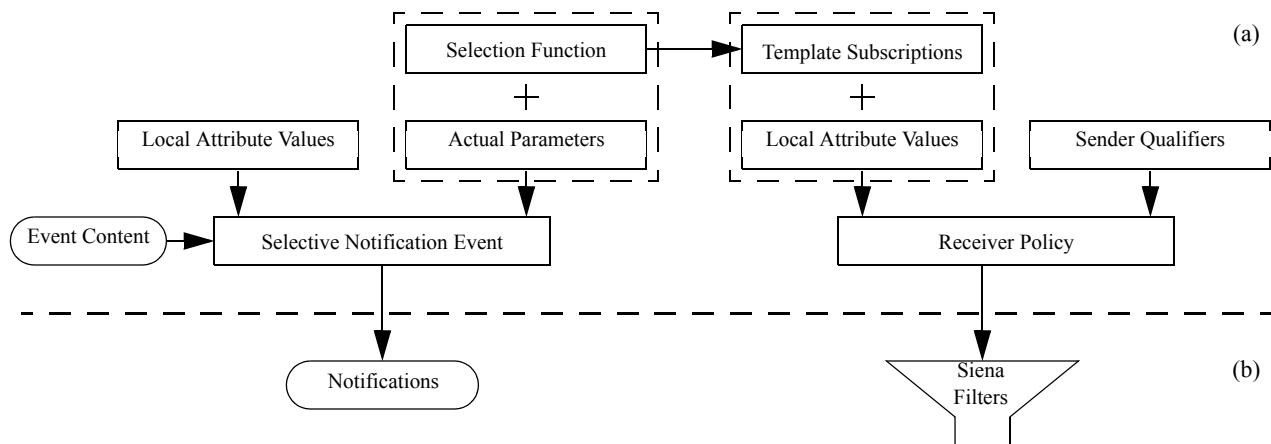 Selection Function
Template Subscriptions
(a)
Local Attribute Values
Actual Parameters
Local Attribute Values
Sender Qualifiers
Event Content
Selective Notification Event
Receiver Policy
Notifications
Siena
Filters
(b)